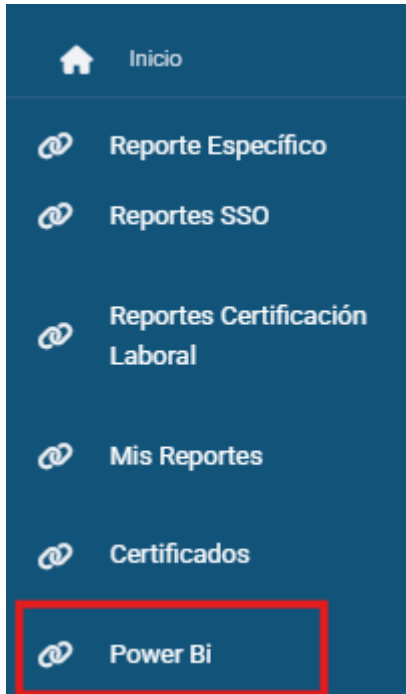 Inicio
Reporte Específico
Reportes SSO
Reportes Certificación
Laboral
Mis Reportes
Certificados
Power Bi